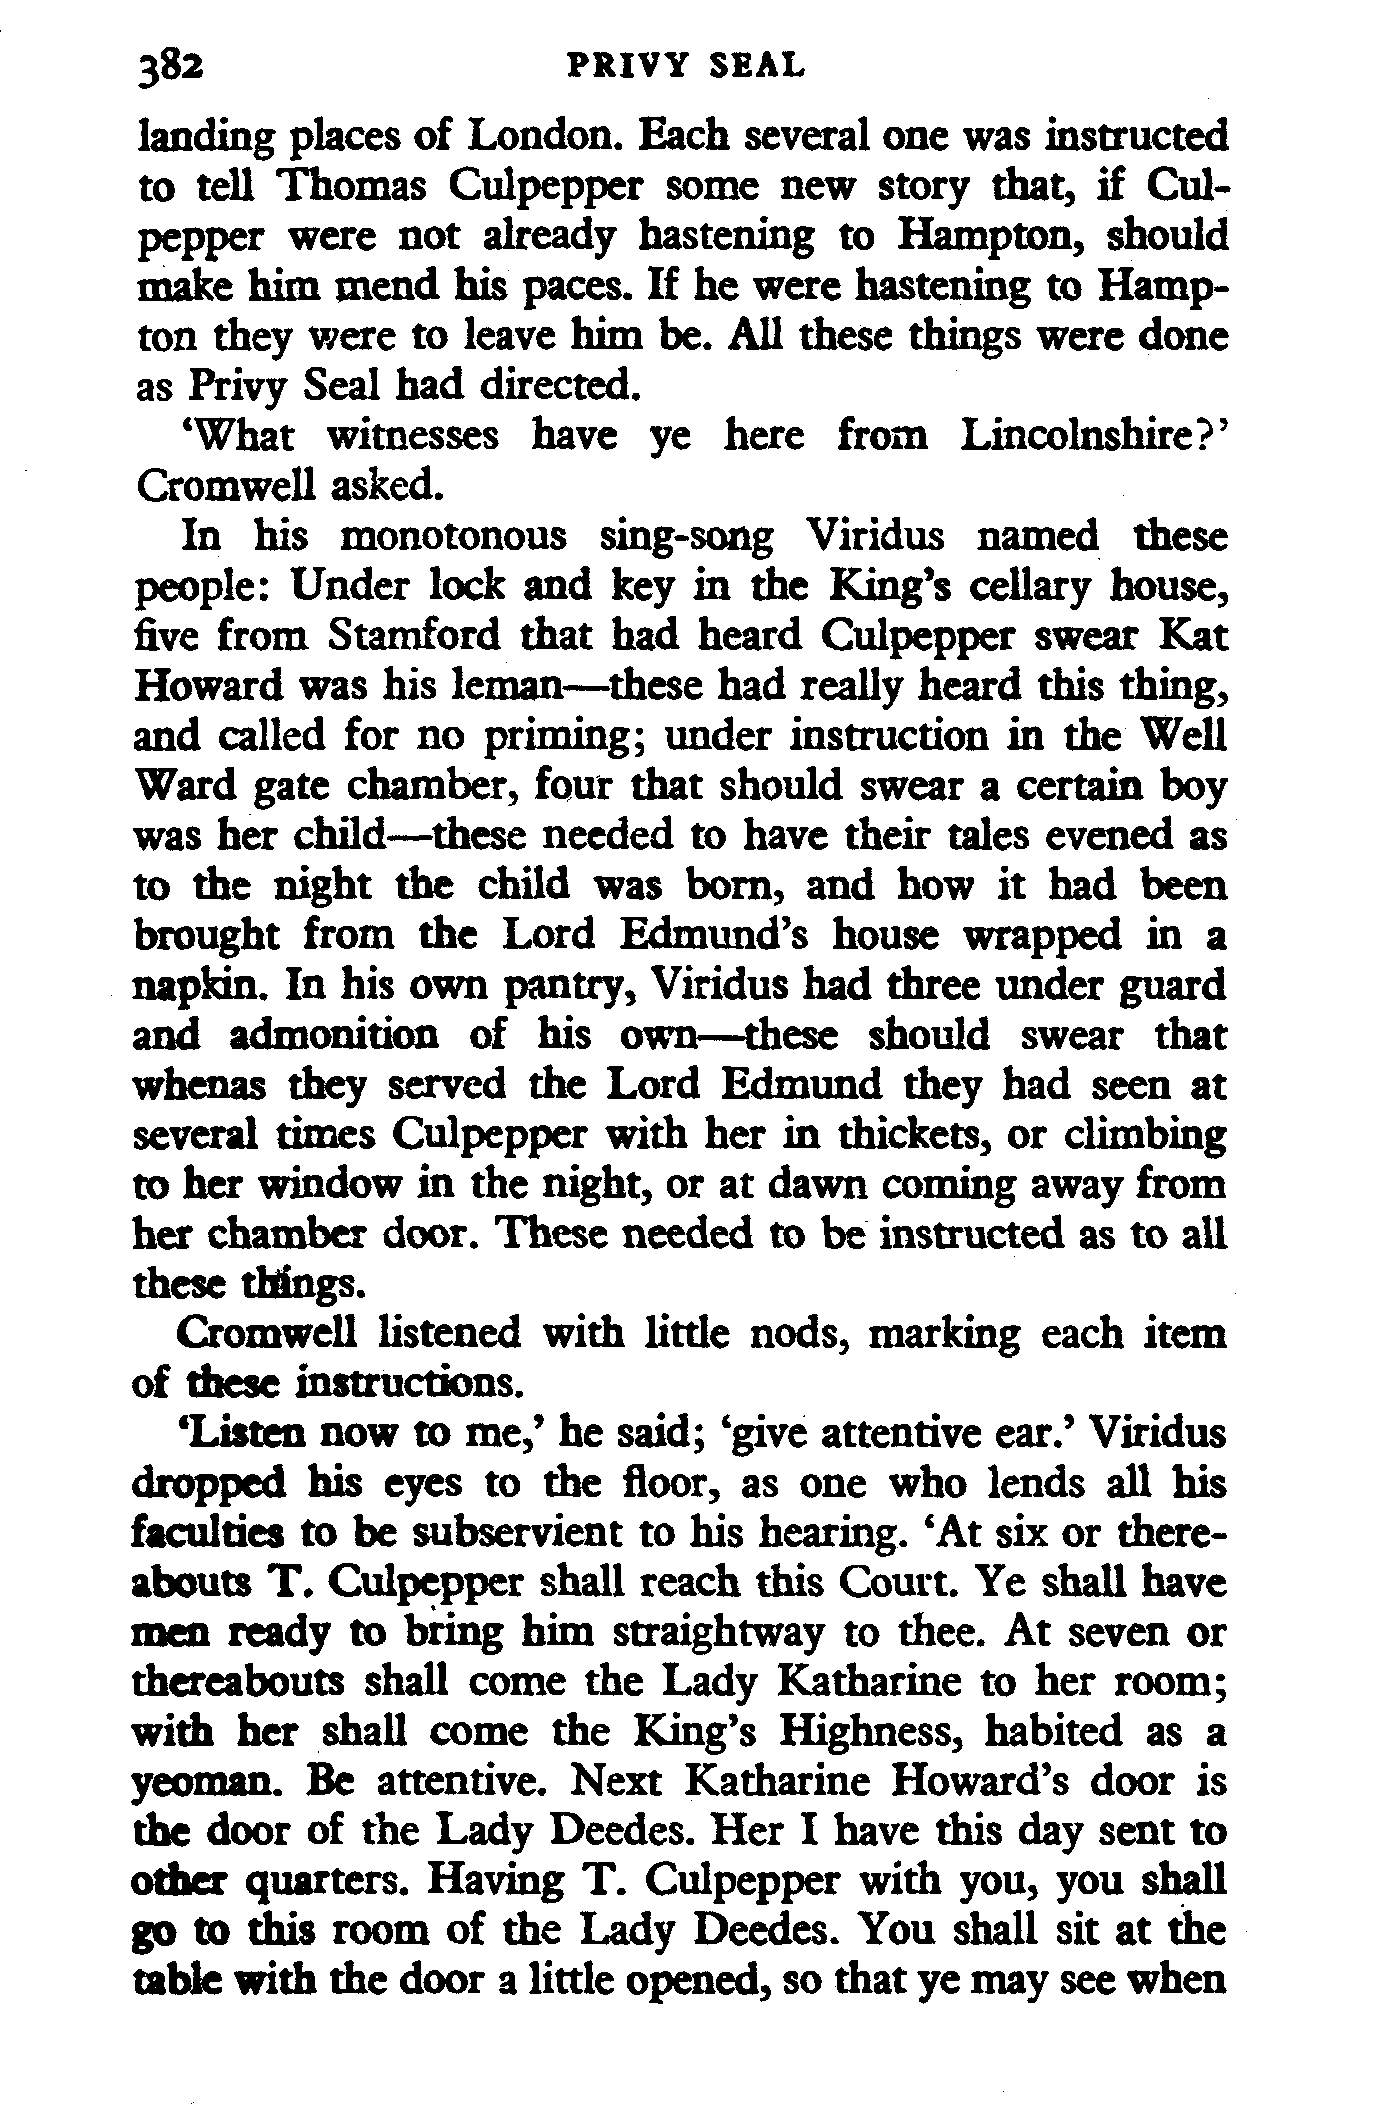 382 PRIVY SEAL
landing places of London. Each several one was instructed
to tell Thomas Culpepper some new story that, if Cul-
pepper were not already hastening to Hampton, should
make him mend his paces. If he were hastening to Hamp-
ton they were to leave him be. All these things were done
as Privy Seal had directed.
‘What witnesses have ye here from Lincolnshire?’
Cromwell asked.
In his monotonous sing-song Viridus named these
people: Under lock and key in the King’s cellary house,
five from Stamford that had heard Culpepper swear Kat
Howard was his leman—these had really heard this thing,
and called for no priming; under instruction in the Well
Ward gate chamber, four that should swear a certain boy
was her child—these needed to have their tales evened as
to the night the child was born, and how it had been
brought from the Lord Edmund’s house wrapped in a
napkin. In his own pantry, Viridus had three under guard
and admonition of his own—these should swear that
whenas they served the Lord Edmund they had seen at
several times Culpepper with her in thickets, or climbing
to her window in the night, or at dawn coming away from
her chamber door. These needed to be instructed as to all
these things.
Cromwell listened with little nods, marking each item
of these instructions.
‘Listen now to me,’ he said; ‘give attentive ear.’ Viridus
dropped his eyes to the floor, as one who lends all his
faculties to be subservient to his hearing. ‘At six or there-
abouts T. Culpepper shall reach this Court. Ye shall have
men ready to bring him straightway to thee. At seven or
thereabouts shall come the Lady Katharine to her room;
with her shall come the King’s Highness, habited as a
yeoman. Be attentive. Next Katharine Howard’s door is
the door of the Lady Deedes. Her I have this day sent to
other quarters. Having T. Culpepper with you, you shall
go to this room of the Lady Deedes. You shall sit at the
table with the door a little opened, so that ye may see when